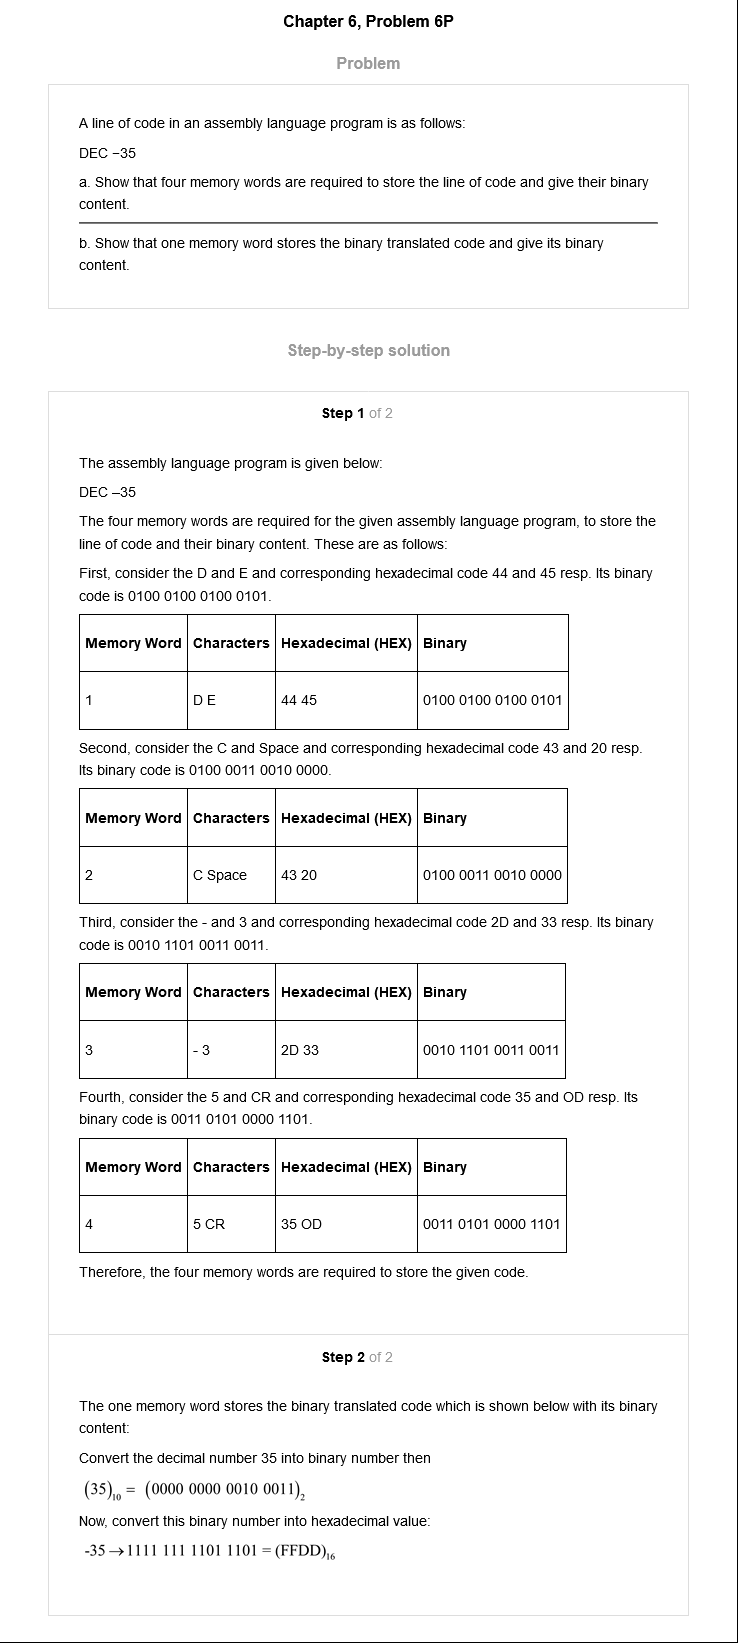 Chapter 6, Problem 6P
Problem
A line of code in an assembly language program is as follows:
DEC −35
a. Show that four memory words are required to store the line of code and give their binary
content.
b. Show that one memory word stores the binary translated code and give its binary
content.
Step-by-step solution
Step 1 of 2
The assembly language program is given below:
DEC –35
The four memory words are required for the given assembly language program, to store the
line of code and their binary content. These are as follows:
First, consider the D and E and corresponding hexadecimal code 44 and 45 resp. Its binary
code is 0100 0100 0100 0101.
Memory Word Characters Hexadecimal (HEX) Binary
1 D E 44 45 0100 0100 0100 0101
Second, consider the C and Space and corresponding hexadecimal code 43 and 20 resp.
Its binary code is 0100 0011 0010 0000.
Memory Word Characters Hexadecimal (HEX) Binary
2 C Space 43 20 0100 0011 0010 0000
Third, consider the - and 3 and corresponding hexadecimal code 2D and 33 resp. Its binary
code is 0010 1101 0011 0011.
Memory Word Characters Hexadecimal (HEX) Binary
3 - 3 2D 33 0010 1101 0011 0011
Fourth, consider the 5 and CR and corresponding hexadecimal code 35 and OD resp. Its
binary code is 0011 0101 0000 1101.
Memory Word Characters Hexadecimal (HEX) Binary
4 5 CR 35 OD 0011 0101 0000 1101
Therefore, the four memory words are required to store the given code.
Step 2 of 2
The one memory word stores the binary translated code which is shown below with its binary
content:
Convert the decimal number 35 into binary number then
(35)₁₀ = (0000 0000 0010 0011)₂
Now, convert this binary number into hexadecimal value:
-35 → 1111 111 1101 1101 = (FFDD)₁₆